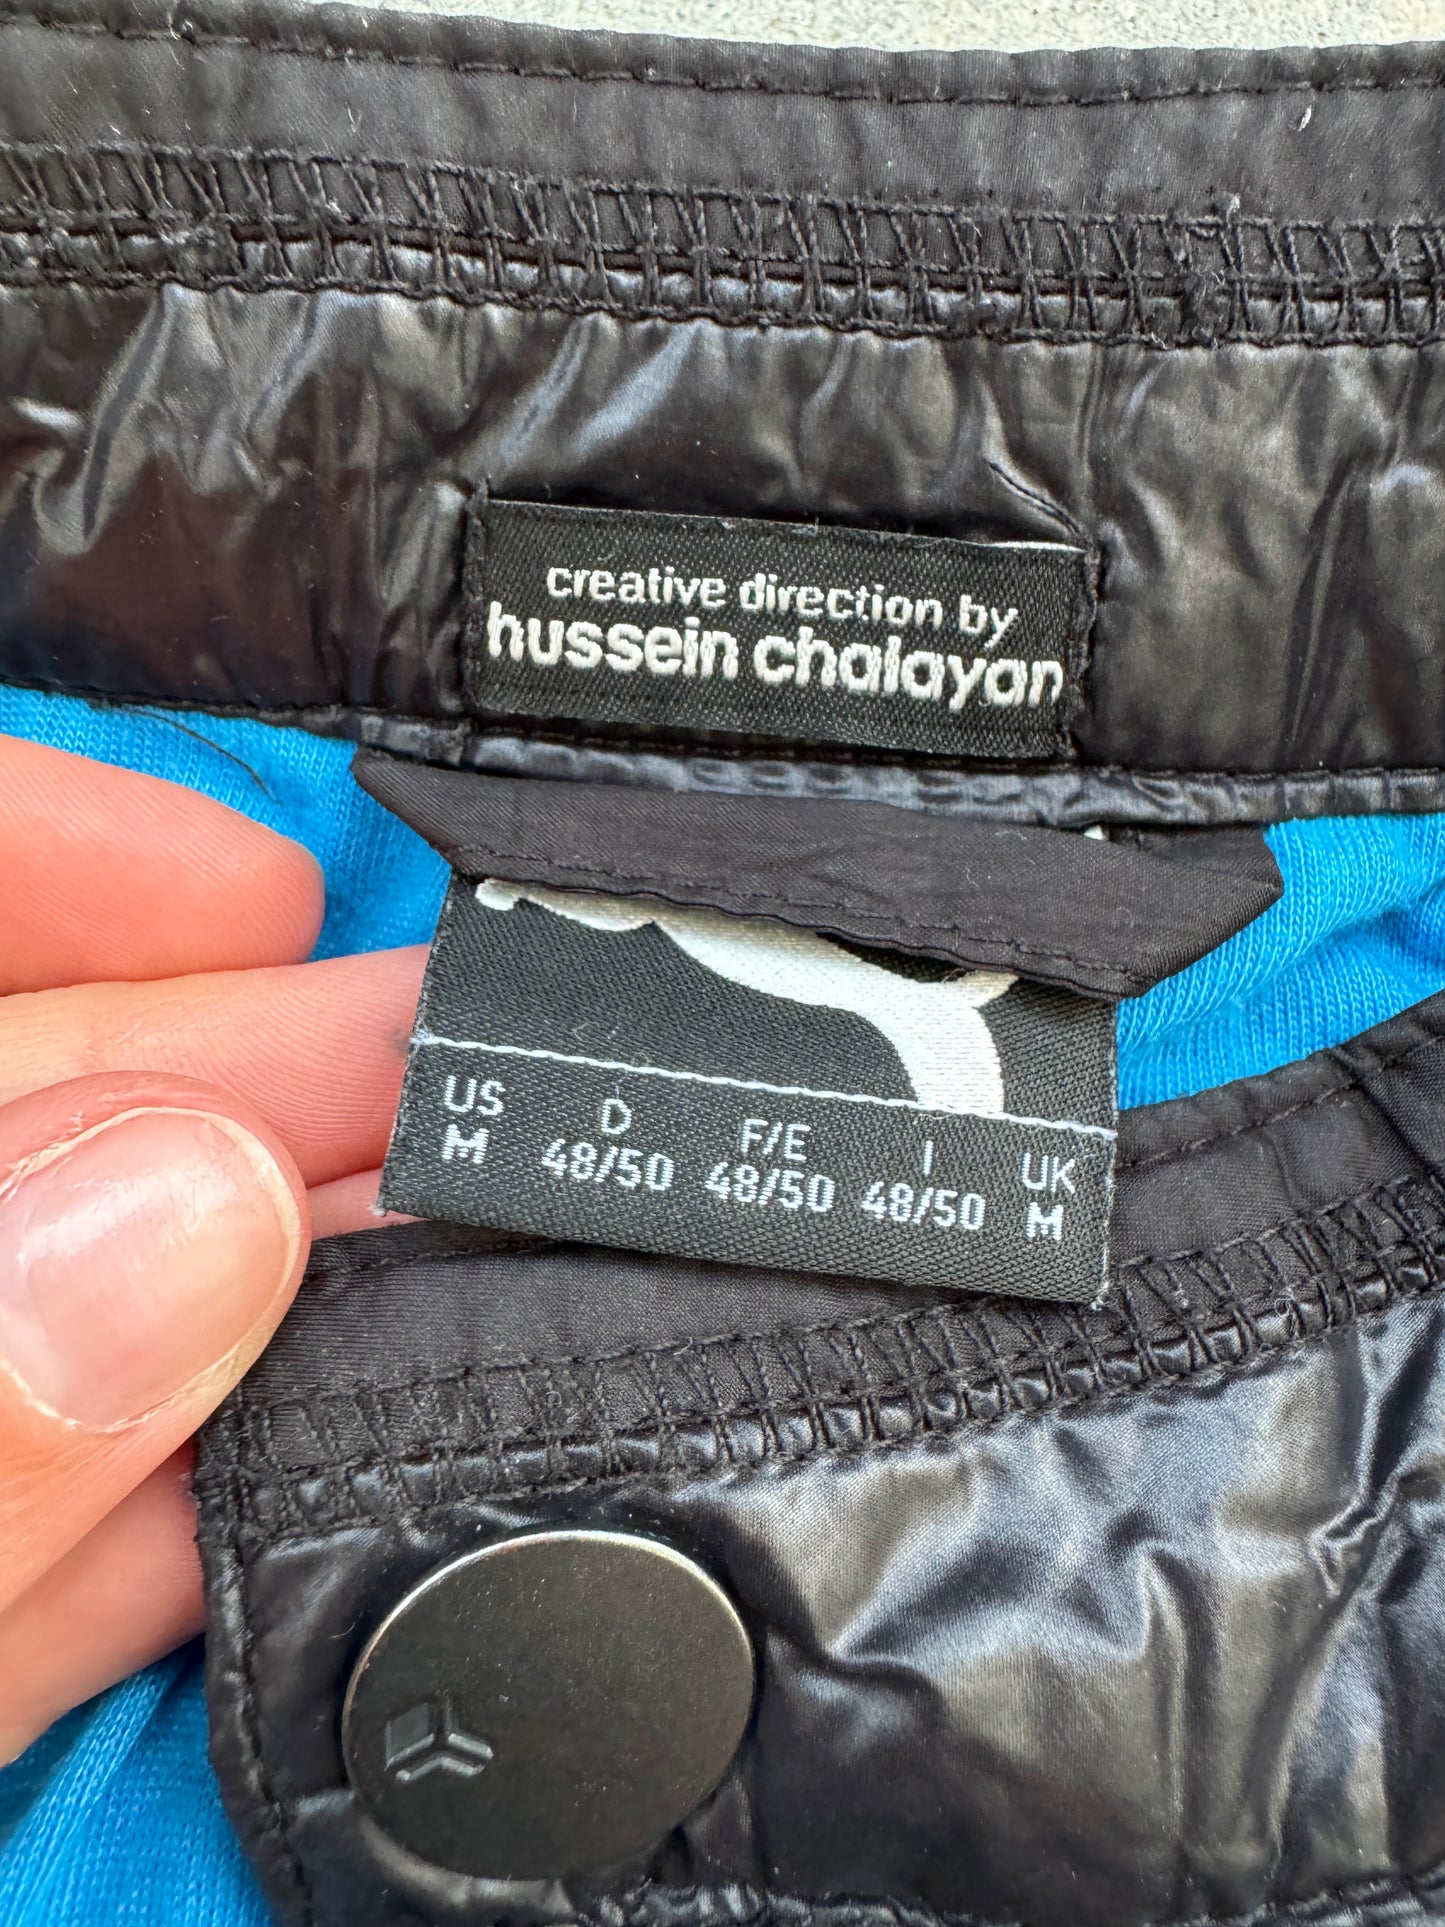 creative direction by
hussein chalayan
US D F/E I UK
M 48/50 48/50 48/50 M